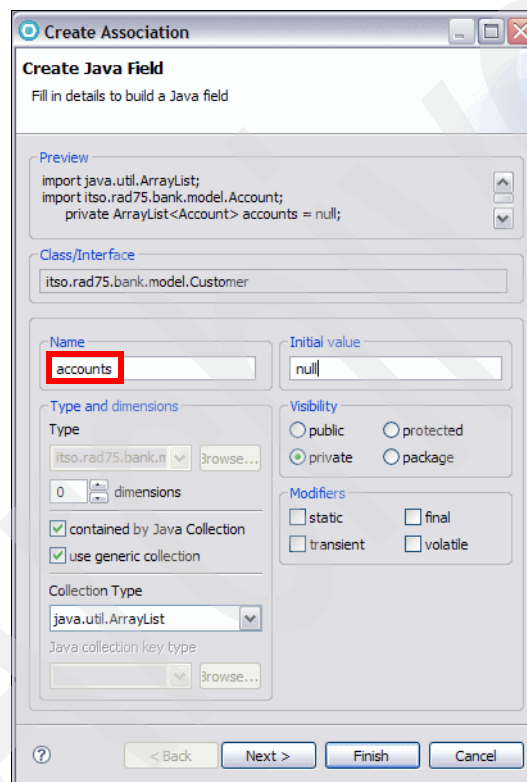 Create Association
Create Java Field
Fill in details to build a Java field
Preview
import java.util.ArrayList;
import itso.rad75.bank.model.Account;
private ArrayList<Account> accounts = null;
Class/Interface
itso.rad75.bank.model.Customer
Name
accounts
Initial value
null
Type and dimensions
Type
itso.rad75.bank.m
Browse...
0 dimensions
contained by Java Collection
use generic collection
Collection Type
java.util.ArrayList
Java collection key type
Browse...
Visibility
public protected
private package
Modifiers
static final
transient volatile
? < Back Next > Finish Cancel